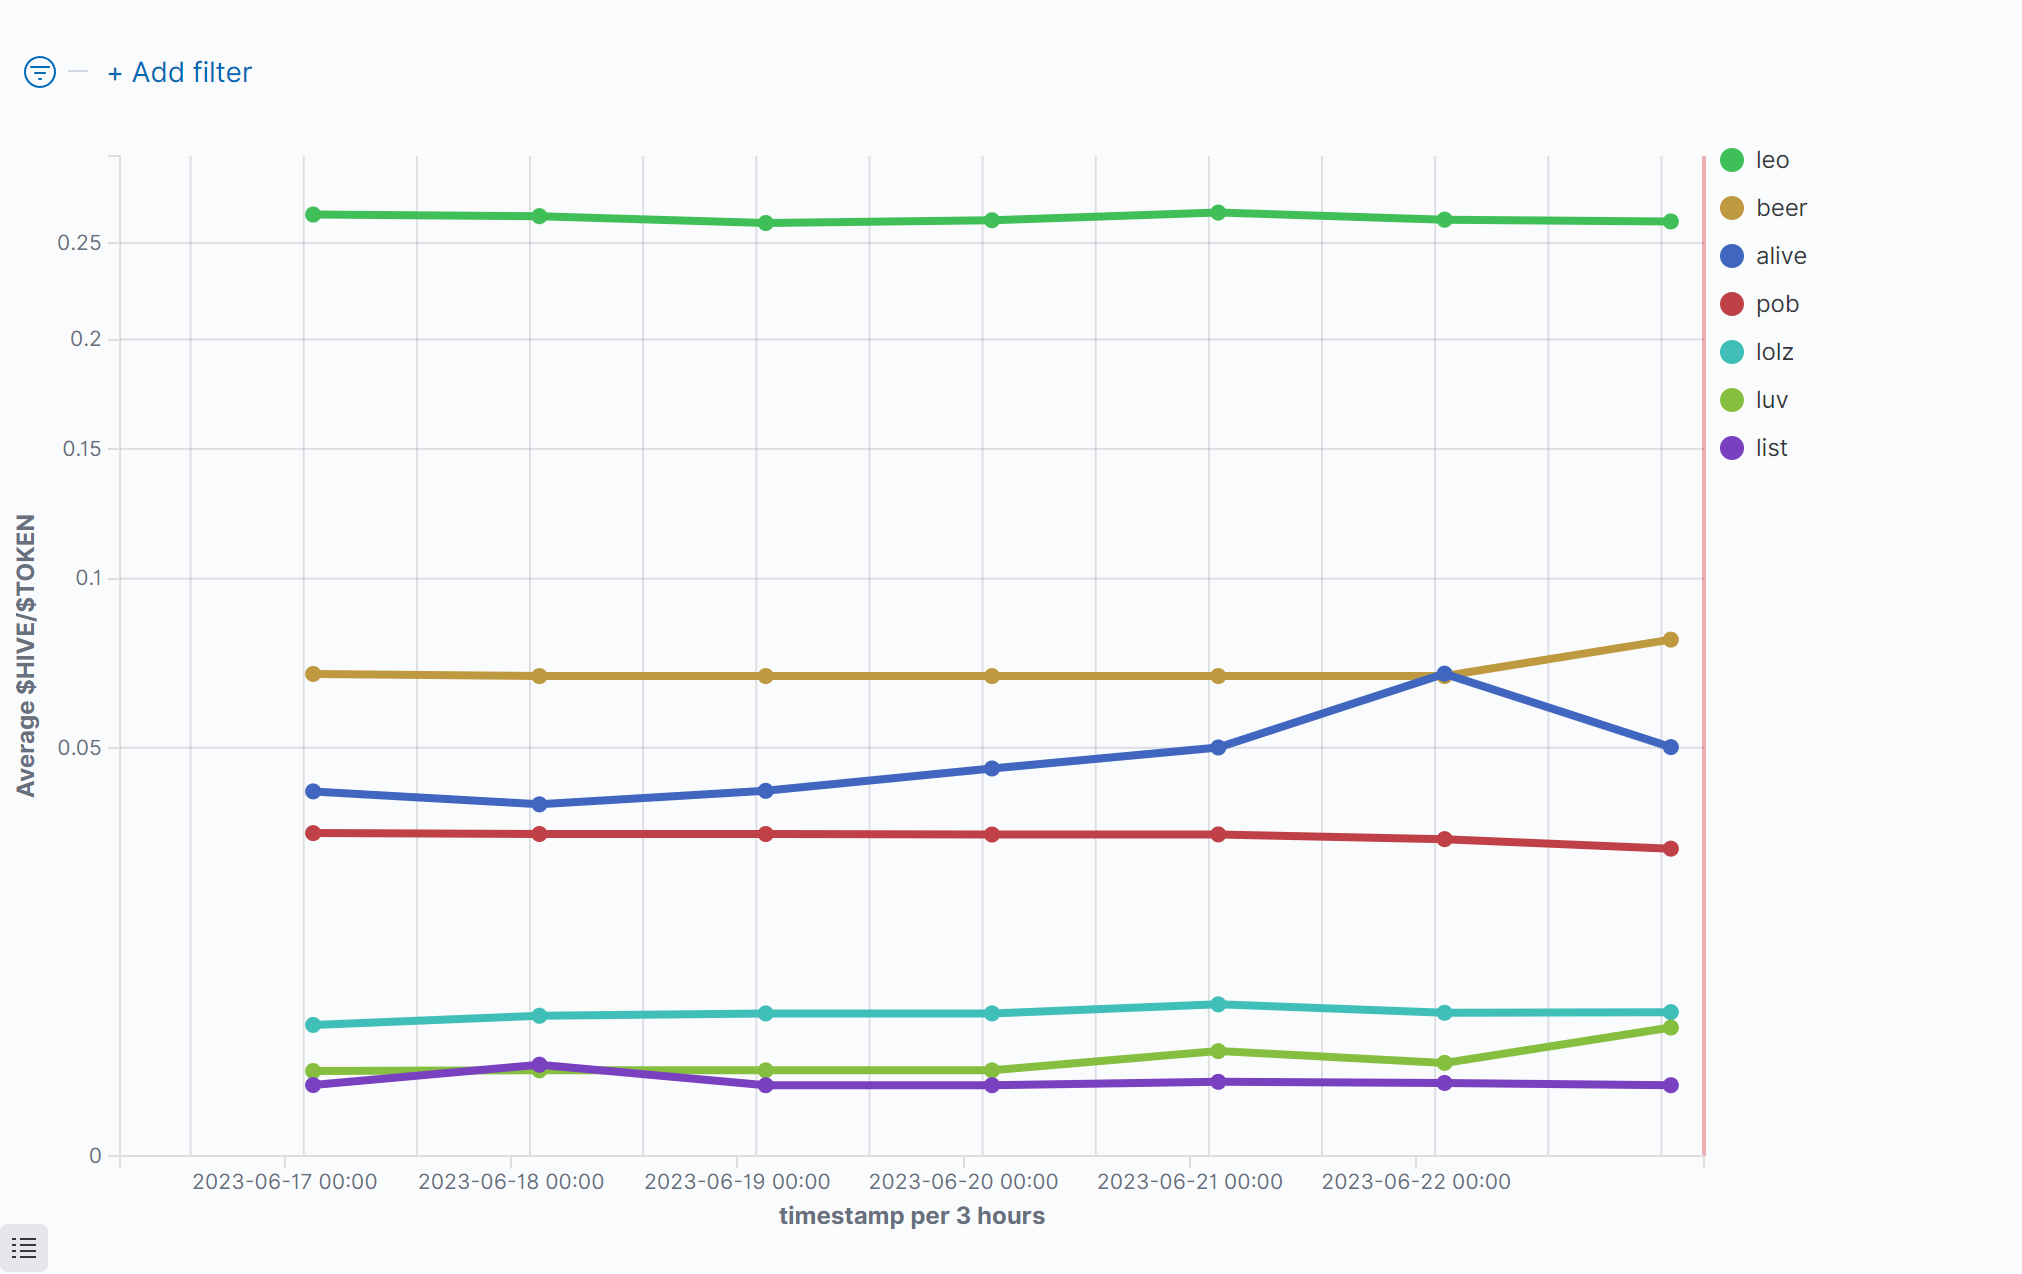 + Add filter
leo
beer
alive
pob
lolz
luv
list
Average $HIVE/$TOKEN
0.25
0.2
0.15
0.1
0.05
0
2023-06-17 00:00 2023-06-18 00:00 2023-06-19 00:00 2023-06-20 00:00 2023-06-21 00:00 2023-06-22 00:00
timestamp per 3 hours